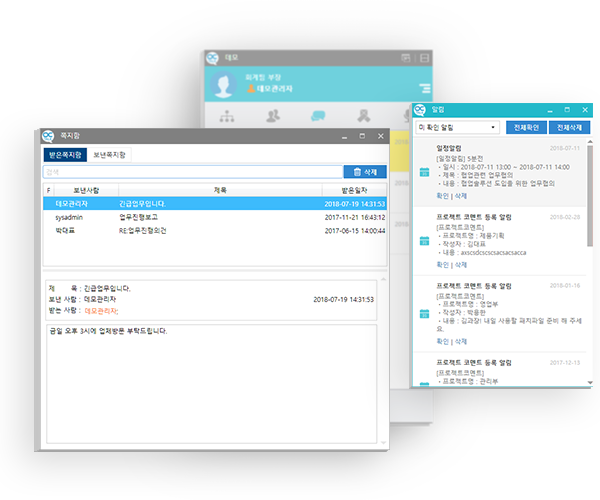 데모
회계팀 부장
데모관리자
쪽지함
받은쪽지함 보낸쪽지함
검색 삭제
F 보낸사람 제목 받은일자
데모관리자 긴급업무입니다. 2018-07-19 14:31:53
sysadmin 업무진행보고 2017-11-21 16:43:12
박대표 RE:업무진행의건 2017-06-15 14:00:44
제 목 : 긴급업무입니다.
보낸 사람 : 데모관리자 2018-07-19 14:31:53
받는 사람 : 데모관리자;
금일 오후 3시에 업체방문 부탁드립니다.
알림
미 확인 알림 전체확인 전체삭제
일정알림 2018-07-11
[일정알림] 5분전
- 일시 : 2018-07-11 13:00 ~ 2018-07-11 14:00
- 제목 : 협업관련 업무협의
- 내용 : 협업솔루션 도입을 위한 업무협의
확인 | 삭제
프로젝트 코멘트 등록 알림 2018-02-20
[프로젝트코멘트]
- 프로젝트명 : 제품기획
- 작성자 : 김대표
- 내용 : axscsdcscscsacsacsacca
확인 | 삭제
프로젝트 코멘트 등록 알림 2018-01-16
[프로젝트코멘트]
- 프로젝트명 : 영업부
- 작성자 : 박용한
- 내용 : 김과장! 내일 사용할 패치파일 준비 해 주세
요.
확인 | 삭제
프로젝트 코멘트 등록 알림 2017-12-13
[프로젝트코멘트]
- 프로젝트명 : 관리부